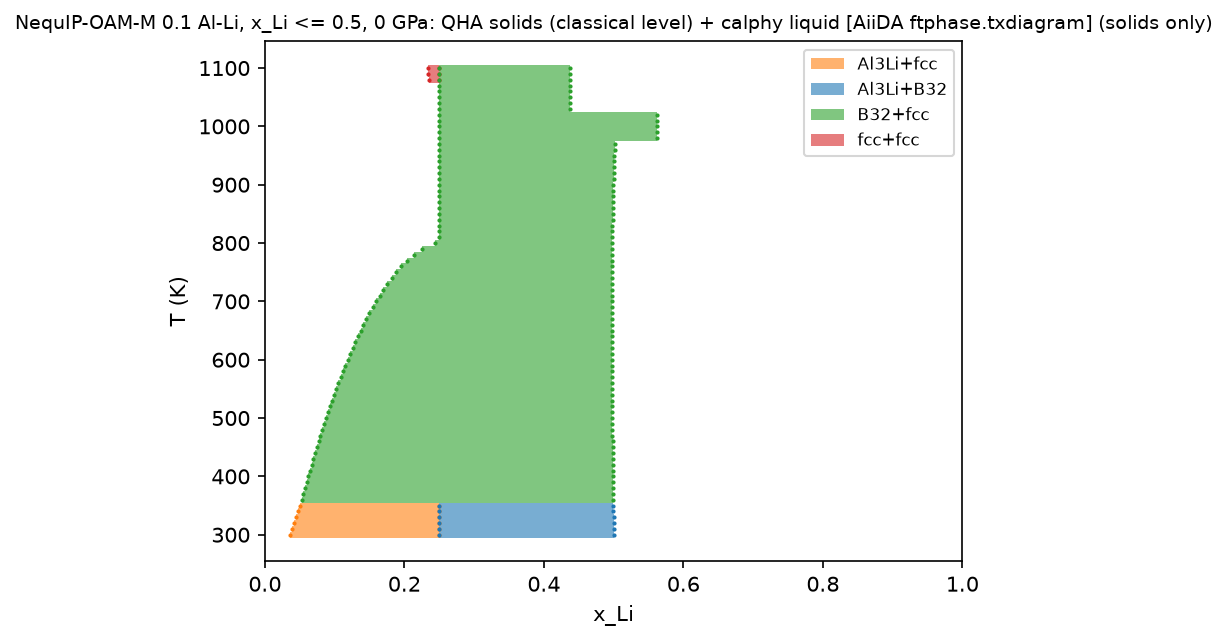 NequIP-OAM-M 0.1 Al-Li, x_Li <= 0.5, 0 GPa: QHA solids (classical level) + calphy liquid [AiiDA ftphase.txdiagram] (solids only)
Al3Li+fcc
Al3Li+B32
B32+fcc
fcc+fcc
T (K)
1100
1000
900
800
700
600
500
400
300
0.0 0.2 0.4 0.6 0.8 1.0
x_Li